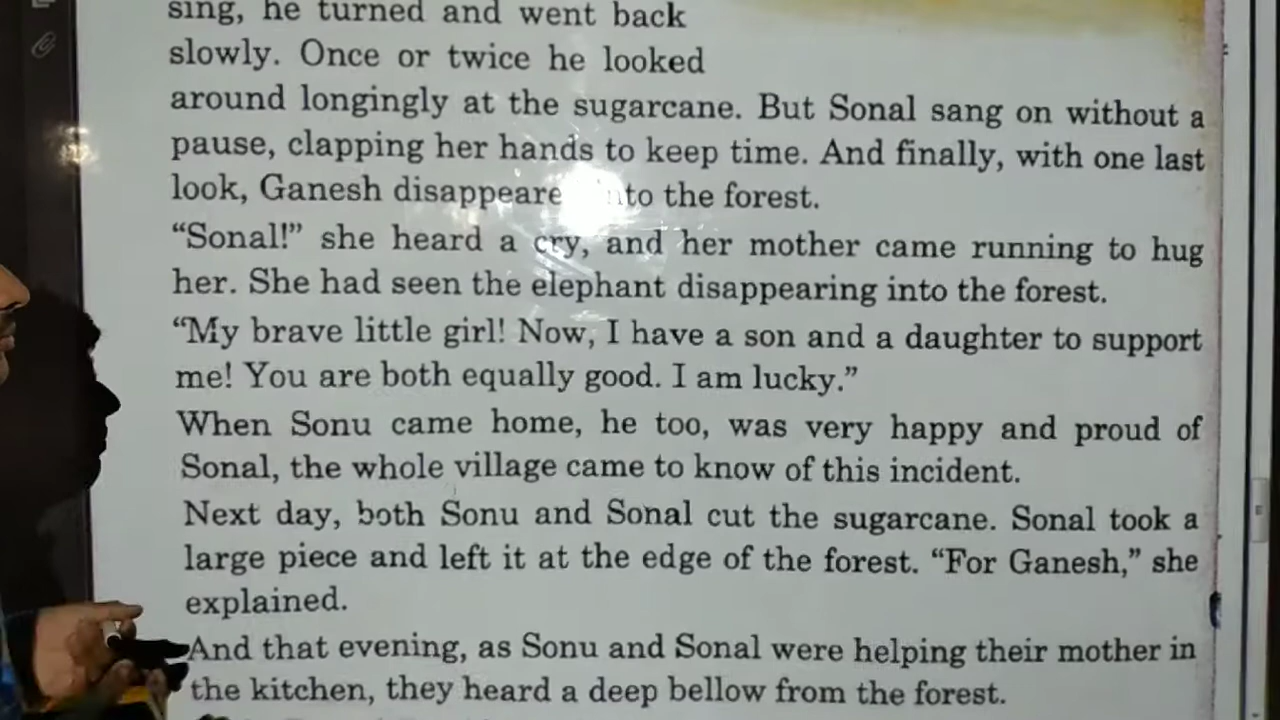 sing, he turned and went back
slowly. Once or twice he looked
around longingly at the sugarcane. But Sonal sang on without a
pause, clapping her hands to keep time. And finally, with one last
look, Ganesh disappeare nto the forest.
“Sonal!” she heard a cry, and her mother came running to hug
her. She had seen the elephant disappearing into the forest.
“My brave little girl! Now, I have a son and a daughter to support
me! You are both equally good. I am lucky.”
When Sonu came home, he too, was very happy and proud of
Sonal, the whole village came to know of this incident.
Next day, both Sonu and Sonal cut the sugarcane. Sonal took a
large piece and left it at the edge of the forest. “For Ganesh,” she
explained.
And that evening, as Sonu and Sonal were helping their mother in
the kitchen, they heard a deep bellow from the forest.